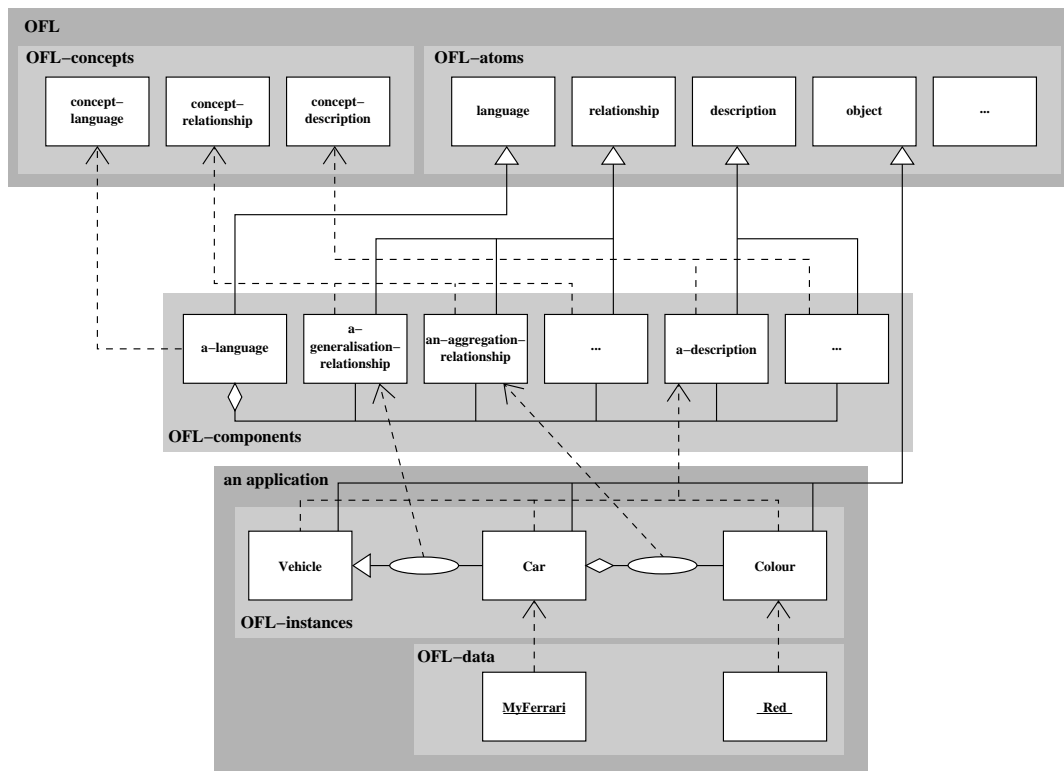 OFL
OFL–concepts
OFL–atoms
concept–
language
concept–
relationship
concept–
description
language
relationship
description
object
...
a–language
a–
generalisation–
relationship
an–aggregation–
relationship
...
a–description
...
OFL–components
an application
Vehicle
Car
Colour
OFL–instances
OFL–data
MyFerrari
Red